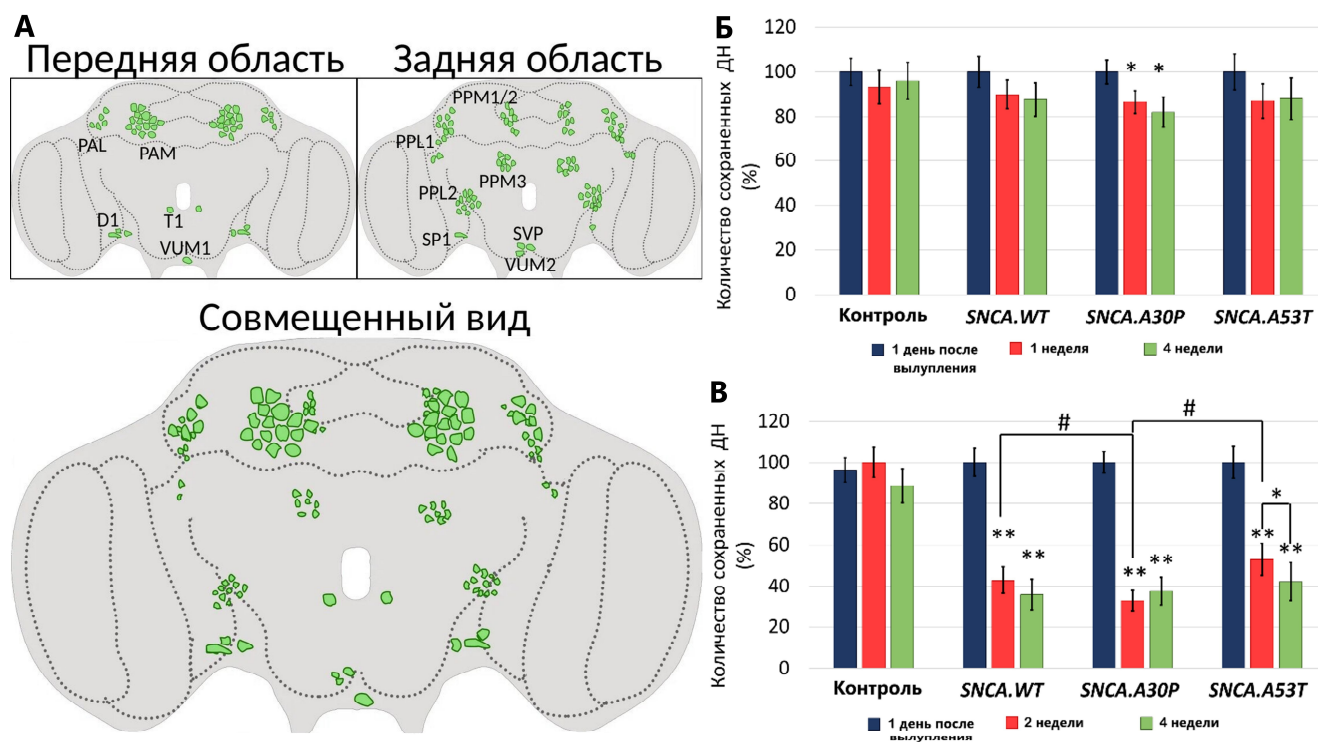 А
Передняя область
Задняя область
PAL
PAM
D1
T1
VUM1
PPM1/2
PPL1
PPM3
PPL2
SP1
SVP
VUM2
Совмещенный вид
Б
Количество сохраненных Дн
(%)
120
100
80
60
40
20
0
*
*
Контроль
SNCA.WT
SNCA.A30P
SNCA.A53T
1 день после
вылупления
1 неделя
4 недели
В
Количество сохраненных Дн
(%)
120
100
80
60
40
20
0
#
#
**
**
**
**
*
**
**
Контроль
SNCA.WT
SNCA.A30P
SNCA.A53T
1 день после
вылупления
2 недели
4 недели